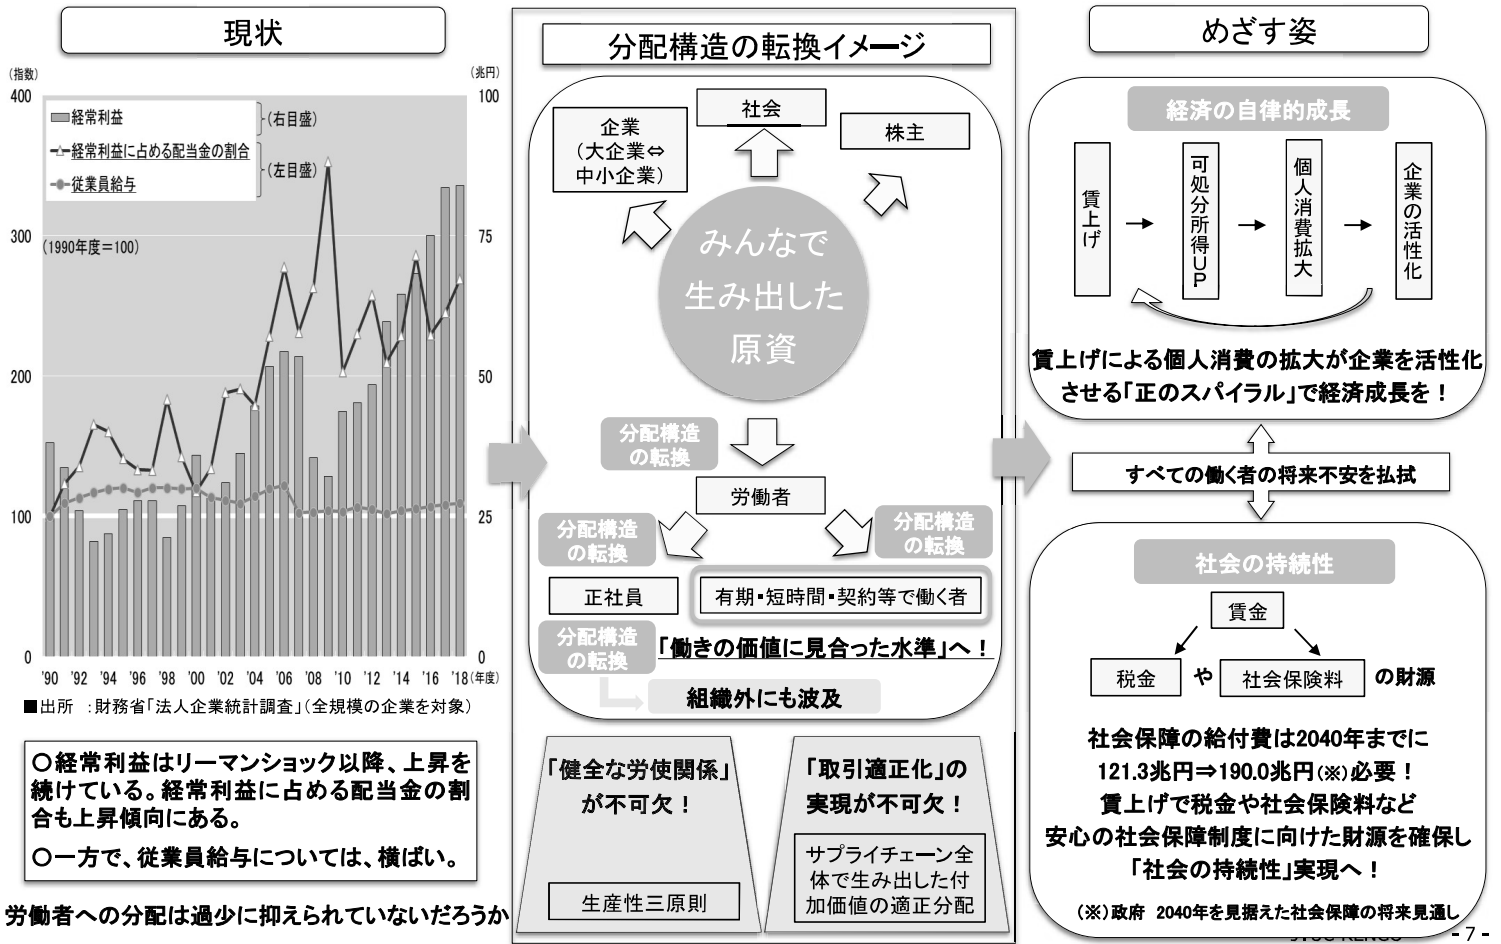 現状
(指数)
(兆円)
400
300
200
100
0
100
75
50
25
0
経常利益
(右目盛)
経常利益に占める配当金の割合
従業員給与
(左目盛)
(1990年度＝100)
'90 '92 '94 '96 '98 '00 '02 '04 '06 '08 '10 '12 '14 '16 '18(年度)
■出所 ：財務省「法人企業統計調査」（全規模の企業を対象）
○経常利益はリーマンショック以降、上昇を
続けている。経常利益に占める配当金の割
合も上昇傾向にある。
○一方で、従業員給与については、横ばい。
労働者への分配は過少に抑えられていないだろうか
分配構造の転換イメージ
企業
（大企業⇔
中小企業）
社会
株主
みんなで
生み出した
原資
分配構造
の転換
労働者
分配構造
の転換
分配構造
の転換
正社員
有期・短時間・契約等で働く者
分配構造
の転換
「働きの価値に見合った水準」へ！
組織外にも波及
「健全な労使関係」
が不可欠！
生産性三原則
「取引適正化」の
実現が不可欠！
サプライチェーン全
体で生み出した付
加価値の適正分配
めざす姿
経済の自律的成長
賃上げ
可処分所得UP
個人消費拡大
企業の活性化
賃上げによる個人消費の拡大が企業を活性化
させる「正のスパイラル」で経済成長を！
すべての働く者の将来不安を払拭
社会の持続性
賃金
税金 や 社会保険料 の財源
社会保障の給付費は2040年までに
121.3兆円⇒190.0兆円（※）必要！
賃上げで税金や社会保険料など
安心の社会保障制度に向けた財源を確保し
「社会の持続性」実現へ！
（※）政府 2040年を見据えた社会保障の将来見通し
- 7 -